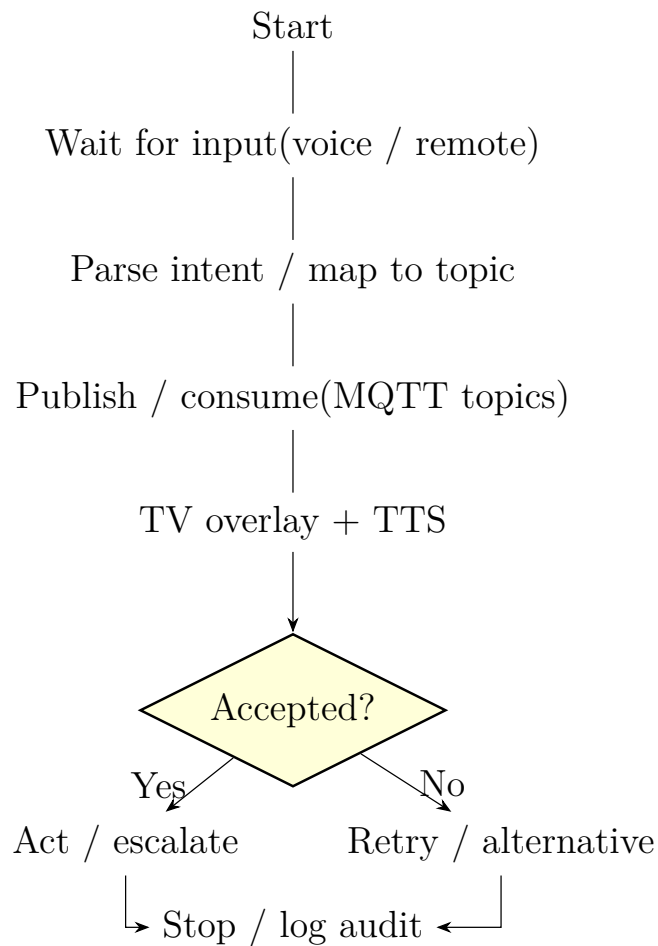 Start
Wait for input(voice / remote)
Parse intent / map to topic
Publish / consume(MQTT topics)
TV overlay + TTS
Accepted?
Yes
No
Act / escalate
Retry / alternative
Stop / log audit